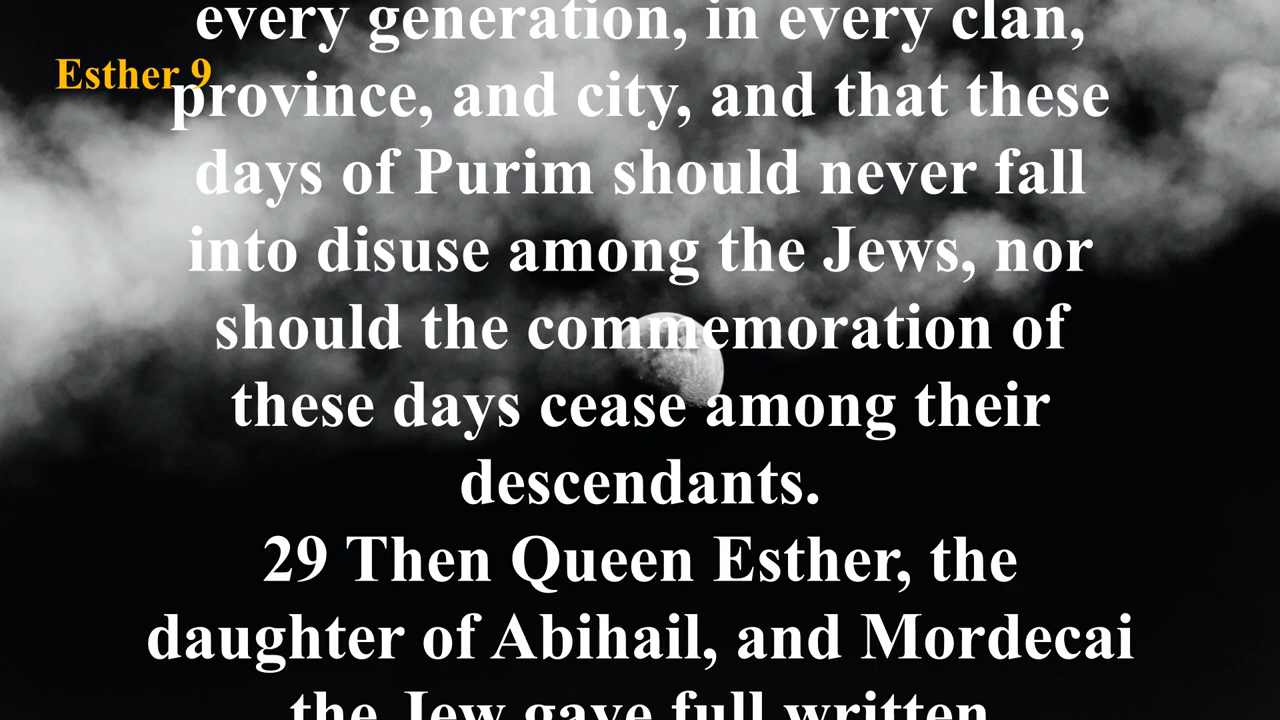 every generation, in every clan,
Esther 9
province, and city, and that these
days of Purim should never fall
into disuse among the Jews, nor
should the commemoration of
these days cease among their
descendants.
29 Then Queen Esther, the
daughter of Abihail, and Mordecai
the Jew gave full written